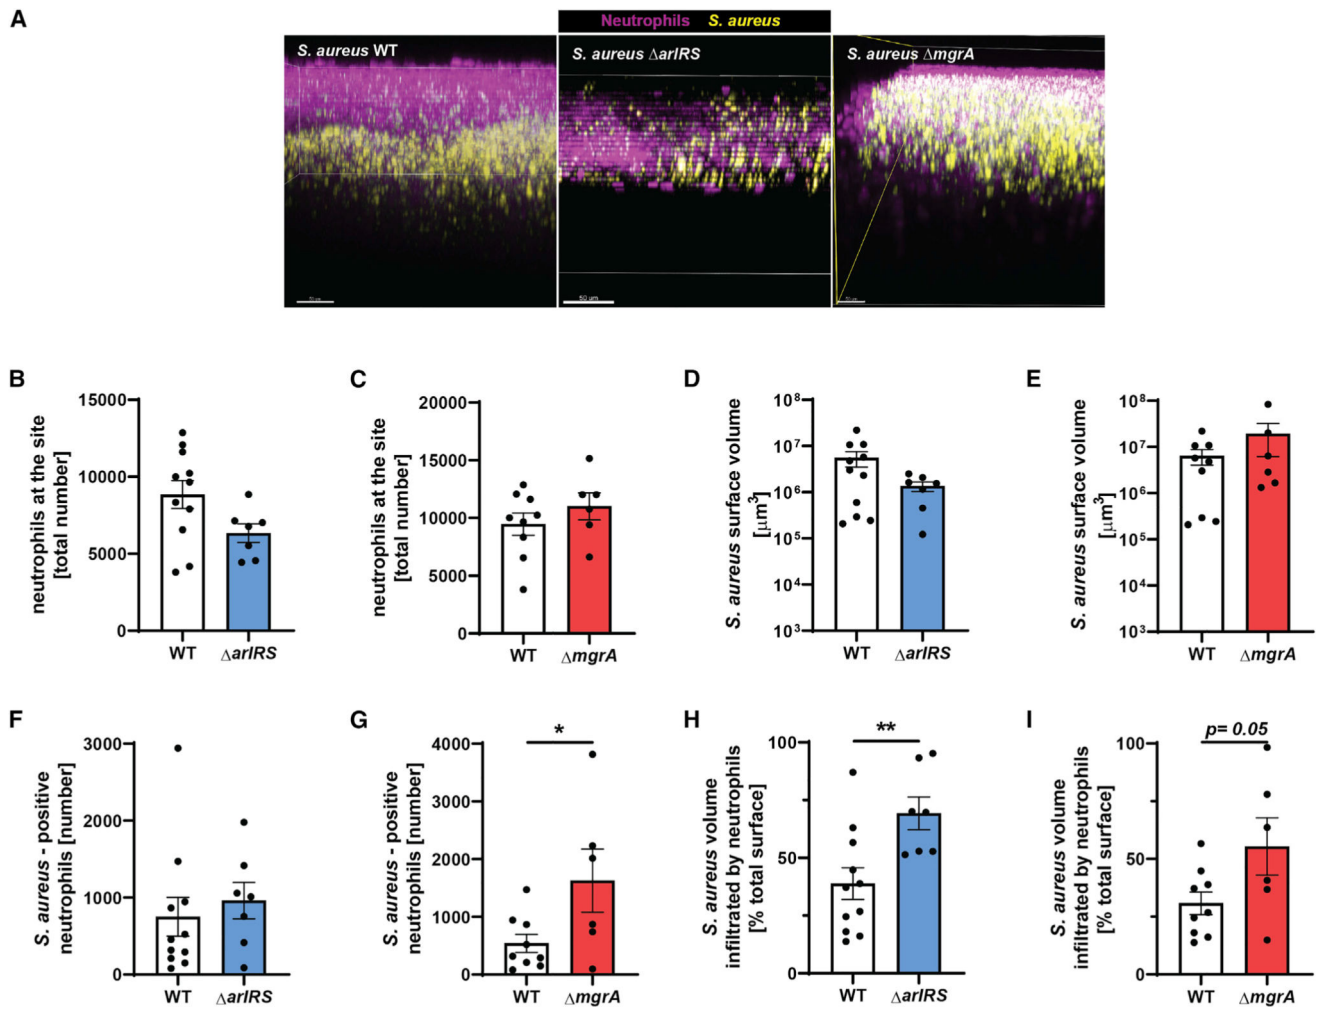 A
Neutrophils S. aureus
S. aureus WT
S. aureus ΔarlRS
S. aureus ΔmgrA
50 µm
B
neutrophils at the site
[total number]
15000
10000
5000
0
WT ΔarlRS
C
neutrophils at the site
[total number]
20000
15000
10000
5000
0
WT ΔmgrA
D
S. aureus surface volume
[µm³]
10⁸
10⁷
10⁶
10⁵
10⁴
10³
WT ΔarlRS
E
S. aureus surface volume
[µm³]
10⁸
10⁷
10⁶
10⁵
10⁴
10³
WT ΔmgrA
F
S. aureus - positive
neutrophils [number]
3000
2000
1000
0
WT ΔarlRS
G
S. aureus - positive
neutrophils [number]
4000
3000
2000
1000
0
*
WT ΔmgrA
H
S. aureus volume
infiltrated by neutrophils
[% total surface]
100
50
0
**
WT ΔarlRS
I
S. aureus volume
infiltrated by neutrophils
[% total surface]
100
50
0
p= 0.05
WT ΔmgrA